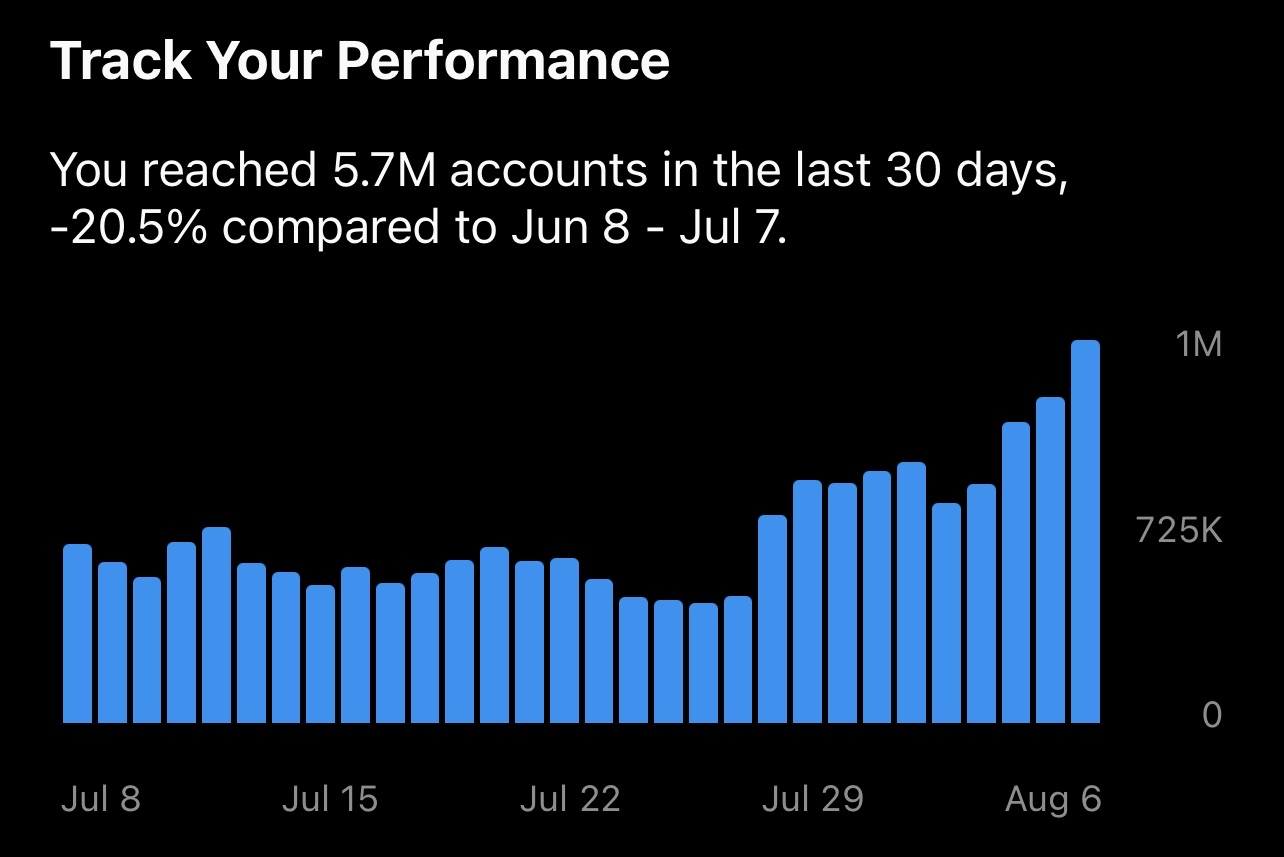 Track Your Performance
You reached 5.7M accounts in the last 30 days,
-20.5% compared to Jun 8 - Jul 7.
1M
725K
0
Jul 8
Jul 15
Jul 22
Jul 29
Aug 6